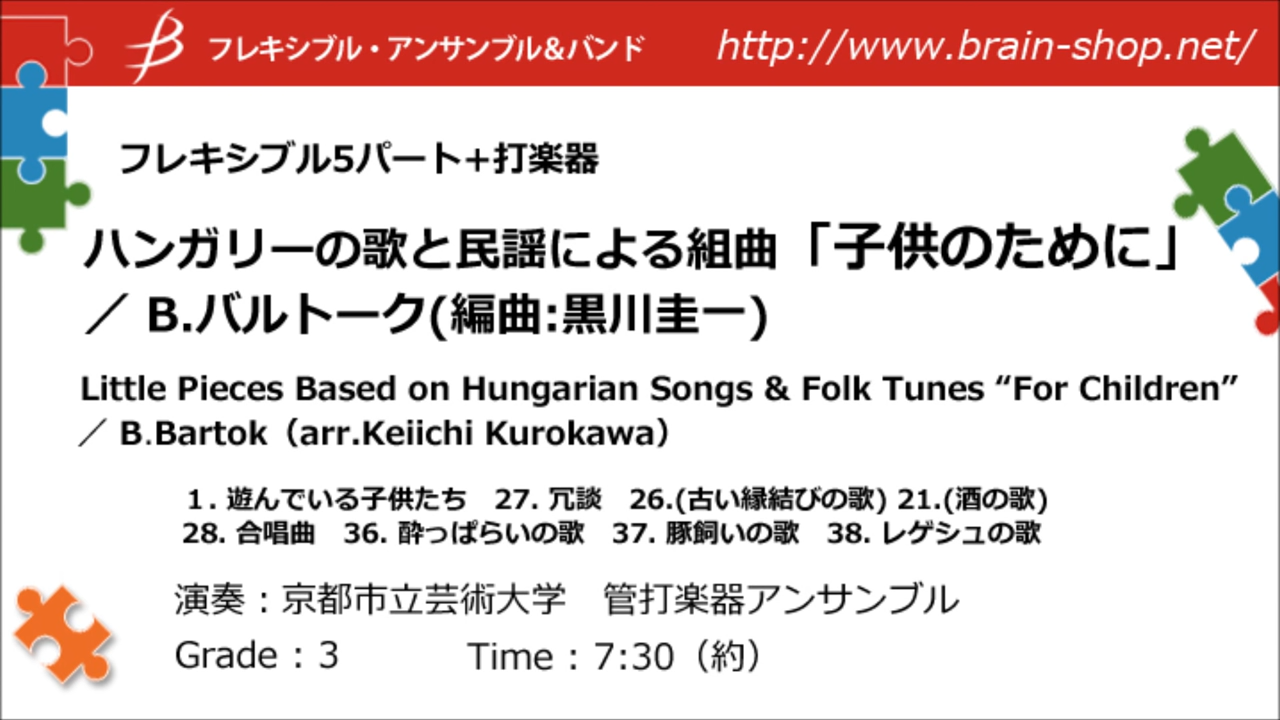 フレキシブル・アンサンブル&バンド http://www.brain-shop.net/
フレキシブル5パート+打楽器
ハンガリーの歌と民謡による組曲「子供のために」
／ B.バルトーク(編曲:黒川圭一)
Little Pieces Based on Hungarian Songs & Folk Tunes “For Children”
／ B.Bartok（arr.Keiichi Kurokawa）
１. 遊んでいる子供たち　27. 冗談　26.(古い縁結びの歌) 21.(酒の歌)
28. 合唱曲　36. 酔っぱらいの歌　37. 豚飼いの歌　38. レゲシュの歌
演奏：京都市立芸術大学　管打楽器アンサンブル
Grade：3　Time：7:30（約）